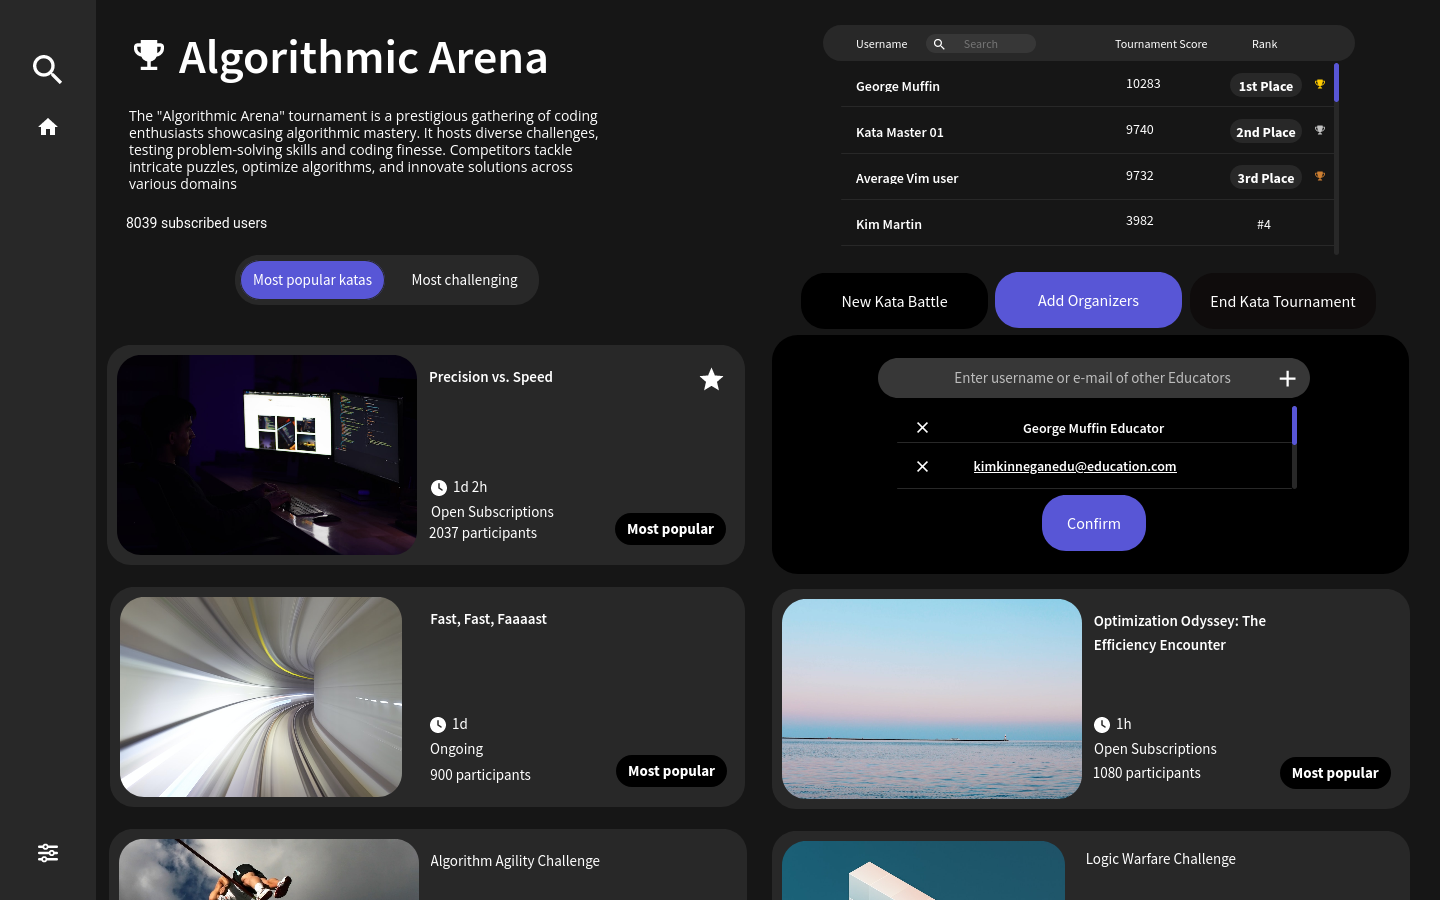 Algorithmic Arena
The "Algorithmic Arena" tournament is a prestigious gathering of coding
enthusiasts showcasing algorithmic mastery. It hosts diverse challenges,
testing problem-solving skills and coding finesse. Competitors tackle
intricate puzzles, optimize algorithms, and innovate solutions across
various domains
8039 subscribed users
Most popular katas
Most challenging
Username
Search
Tournament Score
Rank
George Muffin
10283
1st Place
Kata Master 01
9740
2nd Place
Average Vim user
9732
3rd Place
Kim Martin
3982
#4
New Kata Battle
Add Organizers
End Kata Tournament
Enter username or e-mail of other Educators
George Muffin Educator
kimkinneganedu@education.com
Confirm
Precision vs. Speed
1d 2h
Open Subscriptions
2037 participants
Most popular
Fast, Fast, Faaaast
1d
Ongoing
900 participants
Most popular
Optimization Odyssey: The
Efficiency Encounter
1h
Open Subscriptions
1080 participants
Most popular
Algorithm Agility Challenge
Logic Warfare Challenge